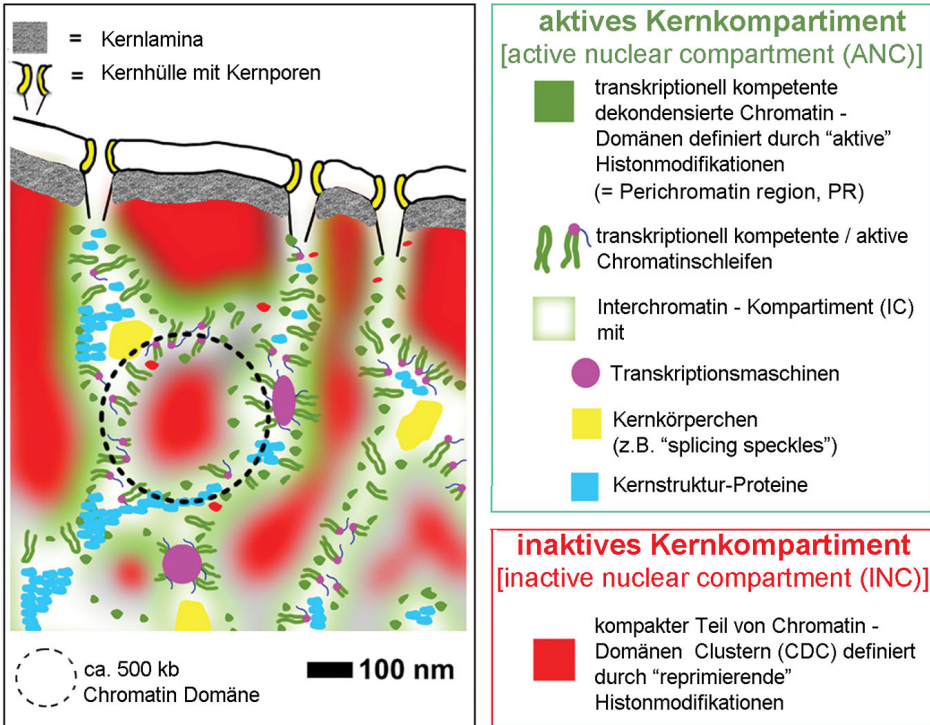 = Kernlamina
= Kernhülle mit Kernporen
ca. 500 kb
Chromatin Domäne
100 nm
aktives Kernkompartiment
[active nuclear compartment (ANC)]
transkriptionell kompetente
dekondensierte Chromatin -
Domänen definiert durch “aktive”
Histonmodifikationen
(= Perichromatin region, PR)
transkriptionell kompetente / aktive
Chromatinschleifen
Interchromatin - Kompartiment (IC)
mit
Transkriptionsmaschinen
Kernkörperchen
(z.B. “splicing speckles”)
Kernstruktur-Proteine
inaktives Kernkompartiment
[inactive nuclear compartment (INC)]
kompakter Teil von Chromatin -
Domänen Clustern (CDC) definiert
durch “reprimierende”
Histonmodifikationen